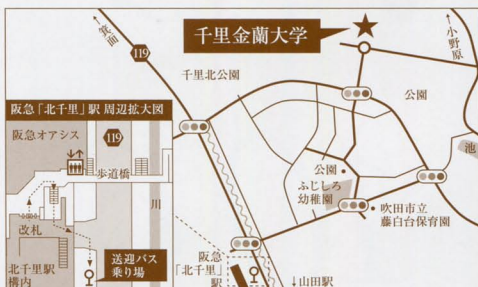 ↖箕面
119
千里金蘭大学
↑小野原
千里北公園
公園
阪急「北千里」駅 周辺拡大図
阪急オアシス
119
歩道橋
川
改札
北千里駅
構内
送迎バス
乗り場
池
公園
ふじしろ
幼稚園
吹田市立
藤白台保育園
阪急
「北千里」
駅
↓山田駅